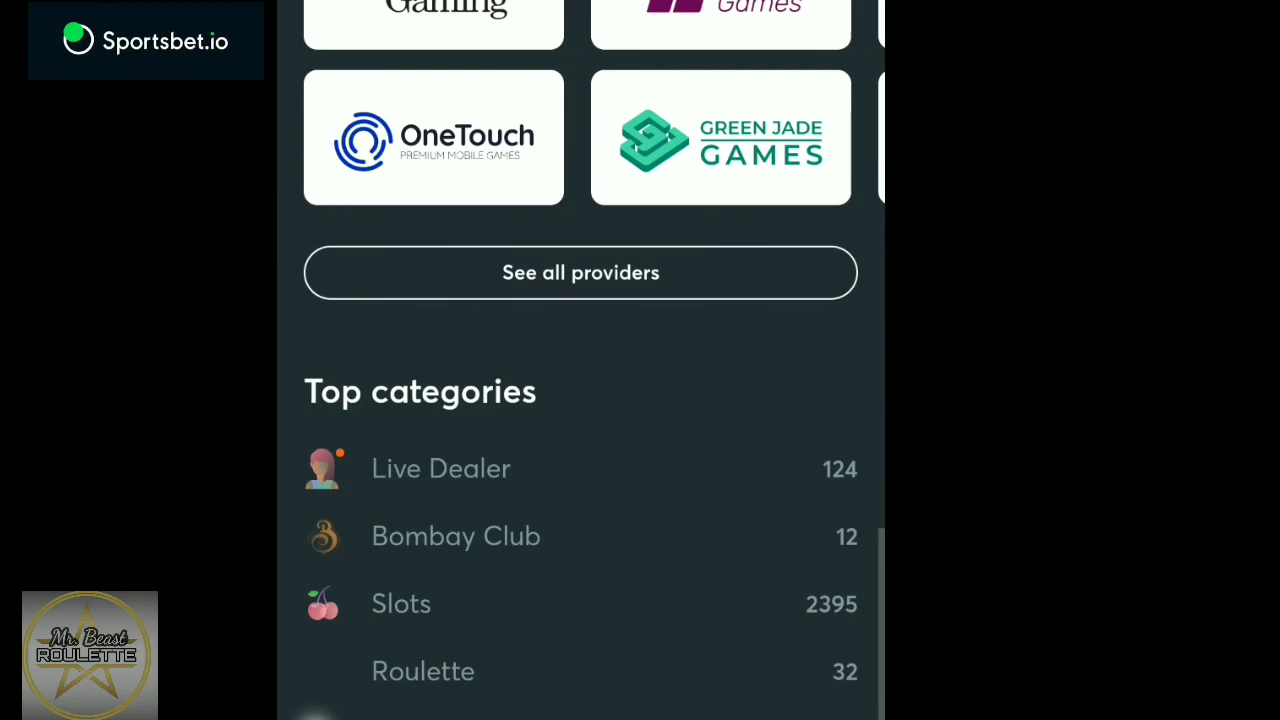 Sportsbet.io
Gaming
Games
OneTouch
PREMIUM MOBILE GAMES
GREEN JADE
GAMES
See all providers
Top categories
Live Dealer 124
Bombay Club 12
Slots 2395
Roulette 32
Mr. Beast
ROULETTE